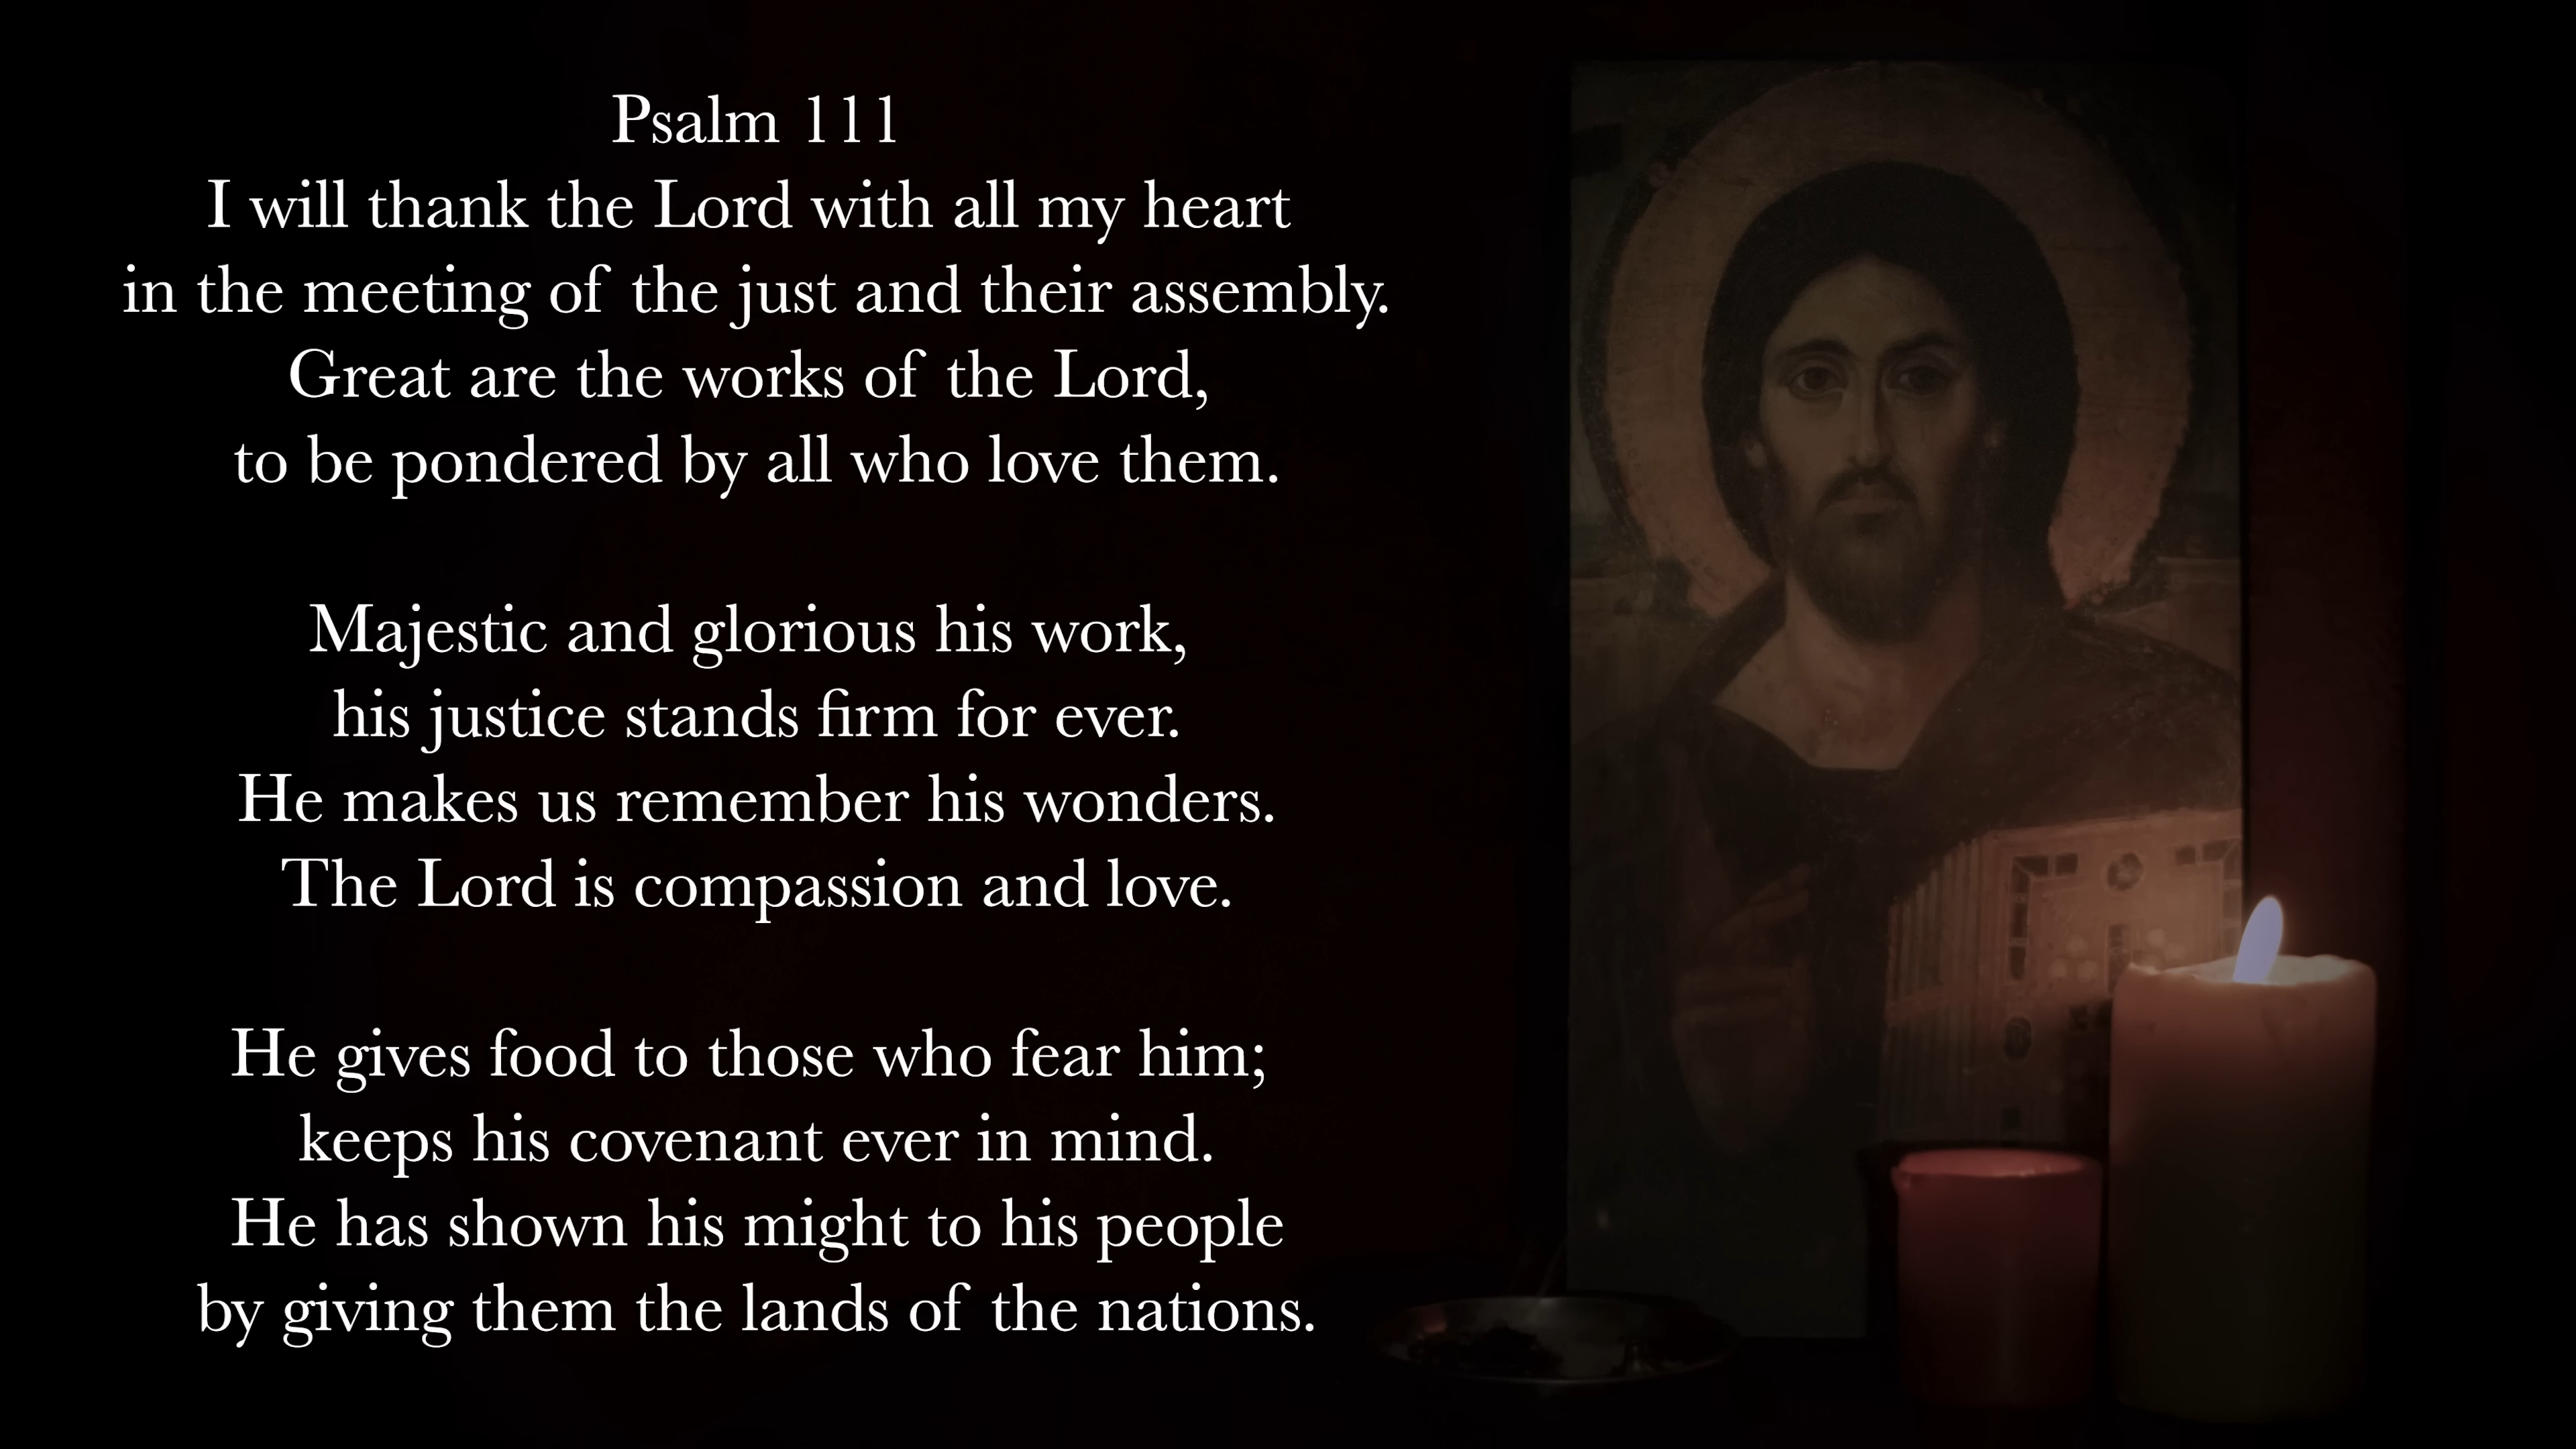 Psalm 111
I will thank the Lord with all my heart
in the meeting of the just and their assembly.
Great are the works of the Lord,
to be pondered by all who love them.
Majestic and glorious his work,
his justice stands firm for ever.
He makes us remember his wonders.
The Lord is compassion and love.
He gives food to those who fear him;
keeps his covenant ever in mind.
He has shown his might to his people
by giving them the lands of the nations.